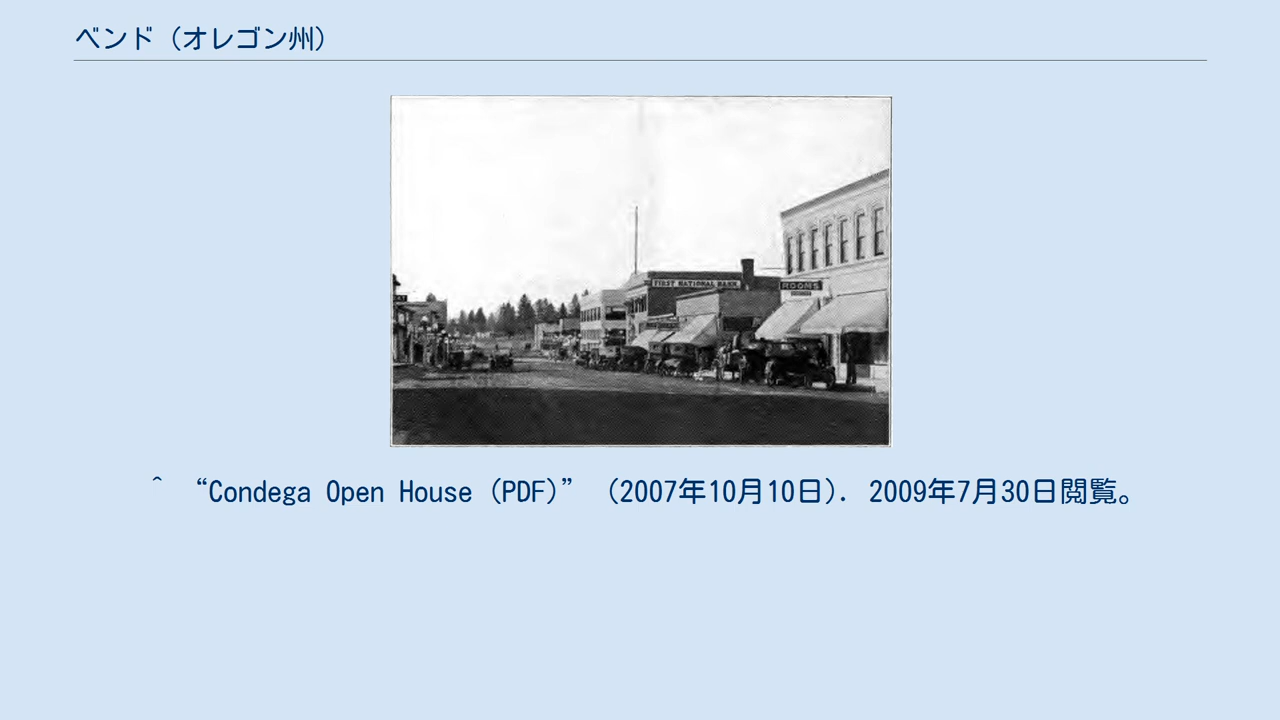 ベンド（オレゴン州）
FIRST NATIONAL BANK
ROOMS
^ “Condega Open House (PDF)” （2007年10月10日）. 2009年7月30日閲覧。